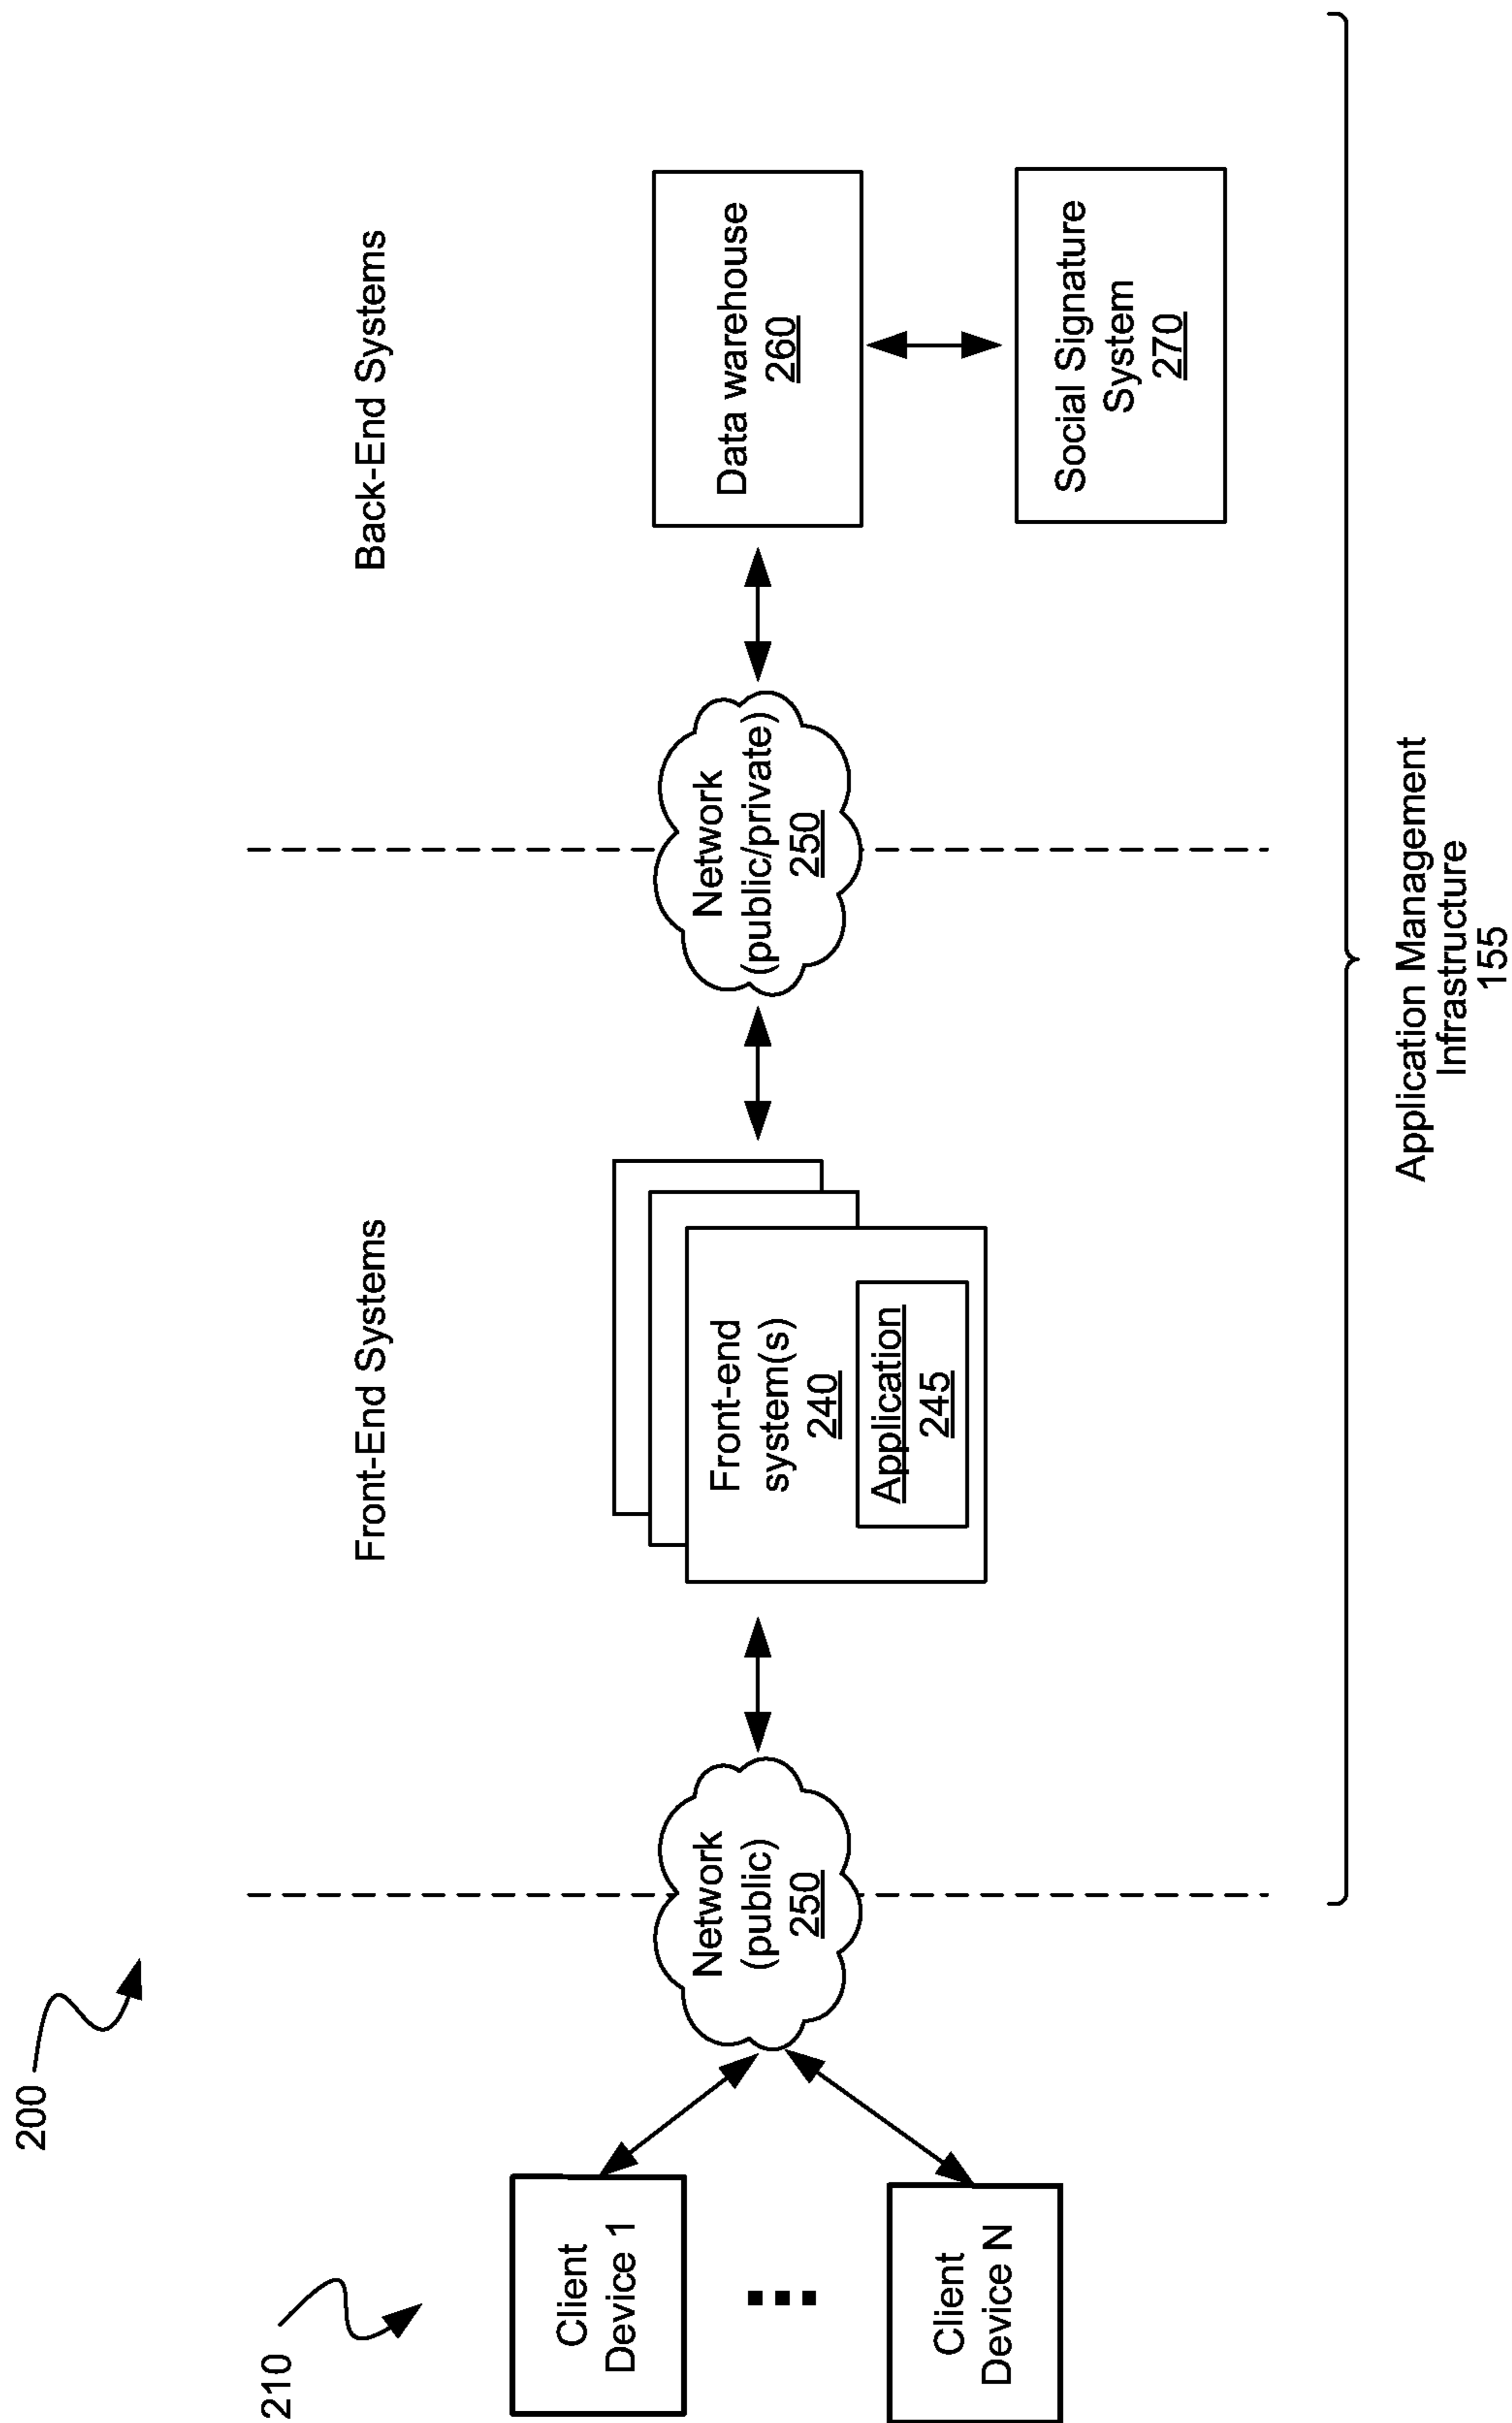 200
210
Front-End Systems
Back-End Systems
Client
Device 1
Client
Device N
Network
(public)
250
Front-end
system(s)
240
Application
245
Network
(public/private)
250
Data warehouse
260
Social Signature
System
270
Application Management
Infrastructure
155